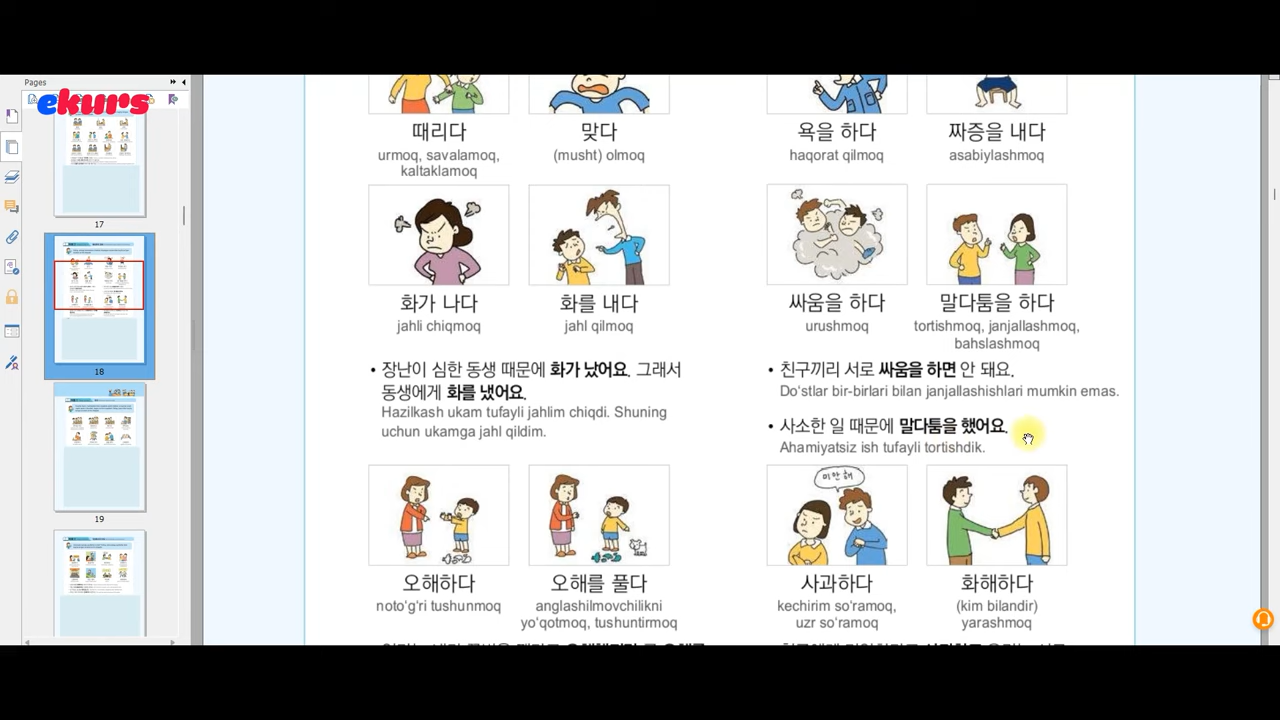 Pages
ekurs
17
18
19
때리다
urmoq, savalamoq,
kaltaklamoq
맞다
(musht) olmoq
욕을 하다
haqorat qilmoq
짜증을 내다
asabiylashmoq
화가 나다
jahli chiqmoq
화를 내다
jahl qilmoq
싸움을 하다
urushmoq
말다툼을 하다
tortishmoq, janjallashmoq,
bahslashmoq
• 장난이 심한 동생 때문에 화가 났어요. 그래서
동생에게 화를 냈어요.
Hazilkash ukam tufayli jahlim chiqdi. Shuning
uchun ukamga jahl qildim.
• 친구끼리 서로 싸움을 하면 안 돼요.
Do‘stlar bir-birlari bilan janjallashishlari mumkin emas.
• 사소한 일 때문에 말다툼을 했어요.
Ahamiyatsiz ish tufayli tortishdik.
오해하다
noto‘g‘ri tushunmoq
오해를 풀다
anglashilmovchilikni
yo‘qotmoq, tushuntirmoq
미안해
사과하다
kechirim so‘ramoq,
uzr so‘ramoq
화해하다
(kim bilandir)
yarashmoq